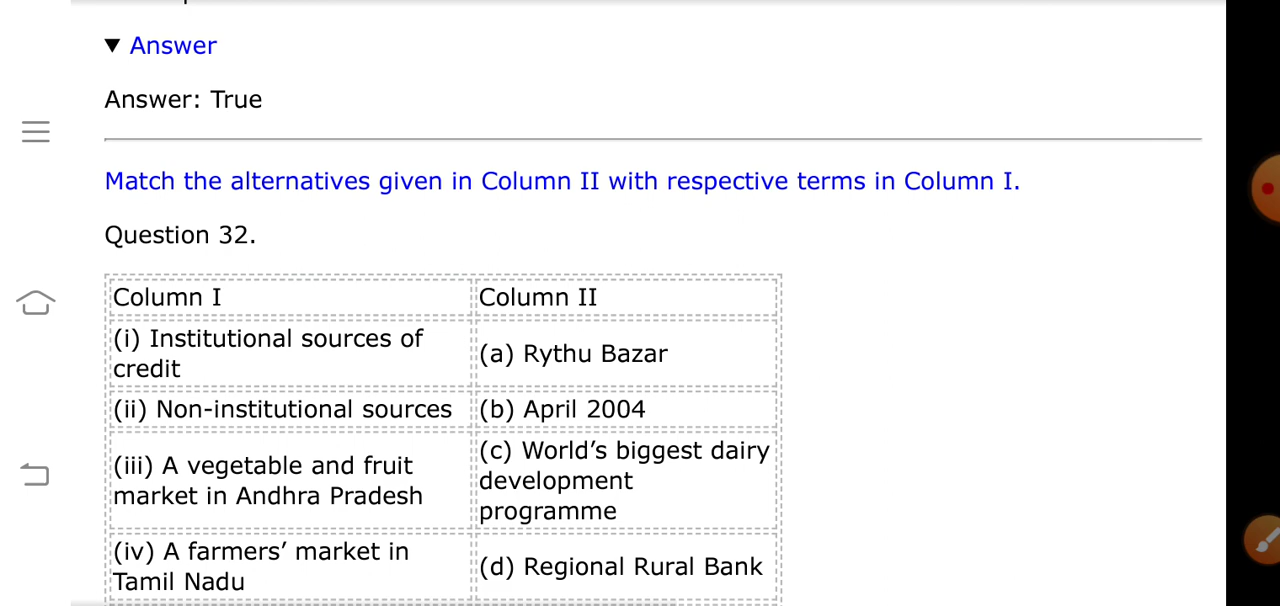 Answer
Answer: True
Match the alternatives given in Column II with respective terms in Column I.
Question 32.
Column I
Column II
(i) Institutional sources of
credit
(a) Rythu Bazar
(ii) Non-institutional sources
(b) April 2004
(iii) A vegetable and fruit
market in Andhra Pradesh
(c) World’s biggest dairy
development
programme
(iv) A farmers’ market in
Tamil Nadu
(d) Regional Rural Bank